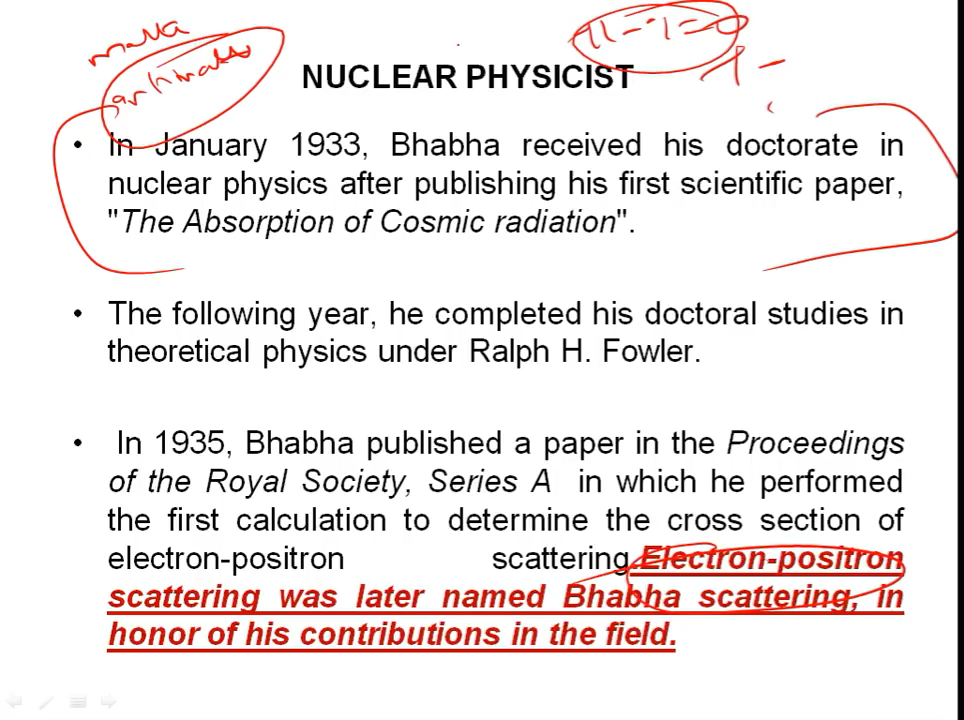 matta
NUCLEAR PHYSICIST
• In January 1933, Bhabha received his doctorate in
nuclear physics after publishing his first scientific paper,
"The Absorption of Cosmic radiation".
• The following year, he completed his doctoral studies in
theoretical physics under Ralph H. Fowler.
• In 1935, Bhabha published a paper in the Proceedings
of the Royal Society, Series A in which he performed
the first calculation to determine the cross section of
electron-positron scattering.Electron-positron
scattering was later named Bhabha scattering, in
honor of his contributions in the field.